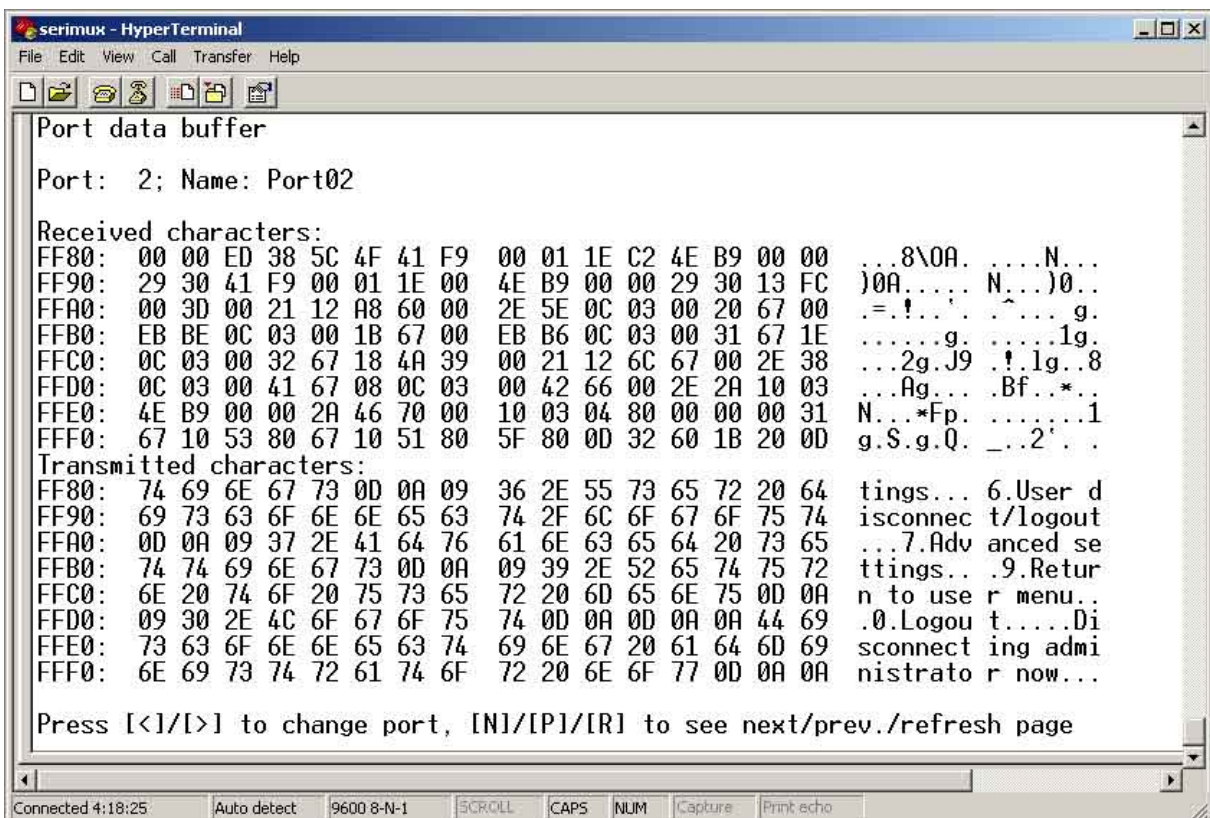 serimux - HyperTerminal
File Edit View Call Transfer Help
Port data buffer
Port:  2; Name: Port02
Received characters:
FF80:  00 00 ED 38 5C 4F 41 F9  00 01 1E C2 4E B9 00 00  ...8\OA. ....N...
FF90:  29 30 41 F9 00 01 1E 00  4E B9 00 00 29 30 13 FC  )0A..... N...)0..
FFA0:  00 3D 00 21 12 A8 60 00  2E 5E 0C 03 00 20 67 00  .=.!..`. .^... g.
FFB0:  EB BE 0C 03 00 1B 67 00  EB B6 0C 03 00 31 67 1E  ......g. .....1g.
FFC0:  0C 03 00 32 67 18 4A 39  00 21 12 6C 67 00 2E 38  ...2g.J9 .!.lg..8
FFD0:  0C 03 00 41 67 08 0C 03  00 42 66 00 2E 2A 10 03  ...Ag... .Bf..*..
FFE0:  4E B9 00 00 2A 46 70 00  10 03 04 80 00 00 00 31  N...*Fp. .......1
FFF0:  67 10 53 80 67 10 51 80  5F 80 0D 32 60 1B 20 0D  g.S.g.Q. _..2`. .
Transmitted characters:
FF80:  74 69 6E 67 73 0D 0A 09  36 2E 55 73 65 72 20 64  tings... 6.User d
FF90:  69 73 63 6F 6E 6E 65 63  74 2F 6C 6F 67 6F 75 74  isconnec t/logout
FFA0:  0D 0A 09 37 2E 41 64 76  61 6E 63 65 64 20 73 65  ...7.Adv anced se
FFB0:  74 74 69 6E 67 73 0D 0A  09 39 2E 52 65 74 75 72  ttings.. .9.Retur
FFC0:  6E 20 74 6F 20 75 73 65  72 20 6D 65 6E 75 0D 0A  n to use r menu..
FFD0:  09 30 2E 4C 6F 67 6F 75  74 0D 0A 0D 0A 0A 44 69  .0.Logou t.....Di
FFE0:  73 63 6F 6E 6E 65 63 74  69 6E 67 20 61 64 6D 69  sconnect ing admi
FFF0:  6E 69 73 74 72 61 74 6F  72 20 6E 6F 77 0D 0A 0A  nistrato r now...
Press [<]/[>] to change port, [N]/[P]/[R] to see next/prev./refresh page
Connected 4:18:25 Auto detect 9600 8-N-1 SCROLL CAPS NUM Capture Print echo